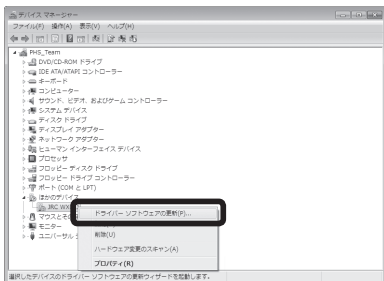 デバイス マネージャー
ファイル(F) 操作(A) 表示(V) ヘルプ(H)
PHS_Team
DVD/CD-ROM ドライブ
IDE ATA/ATAPI コントローラー
キーボード
コンピューター
サウンド、ビデオ、およびゲーム コントローラー
システム デバイス
ディスク ドライブ
ディスプレイ アダプター
ネットワーク アダプター
ヒューマン インターフェイス デバイス
プロセッサ
フロッピー ディスク ドライブ
フロッピー ドライブ コントローラー
ポート (COM と LPT)
ほかのデバイス
JRC
マウスとその
モニター
ユニバーサル
ドライバー ソフトウェアの更新(P)...
削除(U)
ハードウェア変更のスキャン(A)
プロパティ(R)
選択したデバイスのドライバー ソフトウェアの更新ウィザードを起動します。